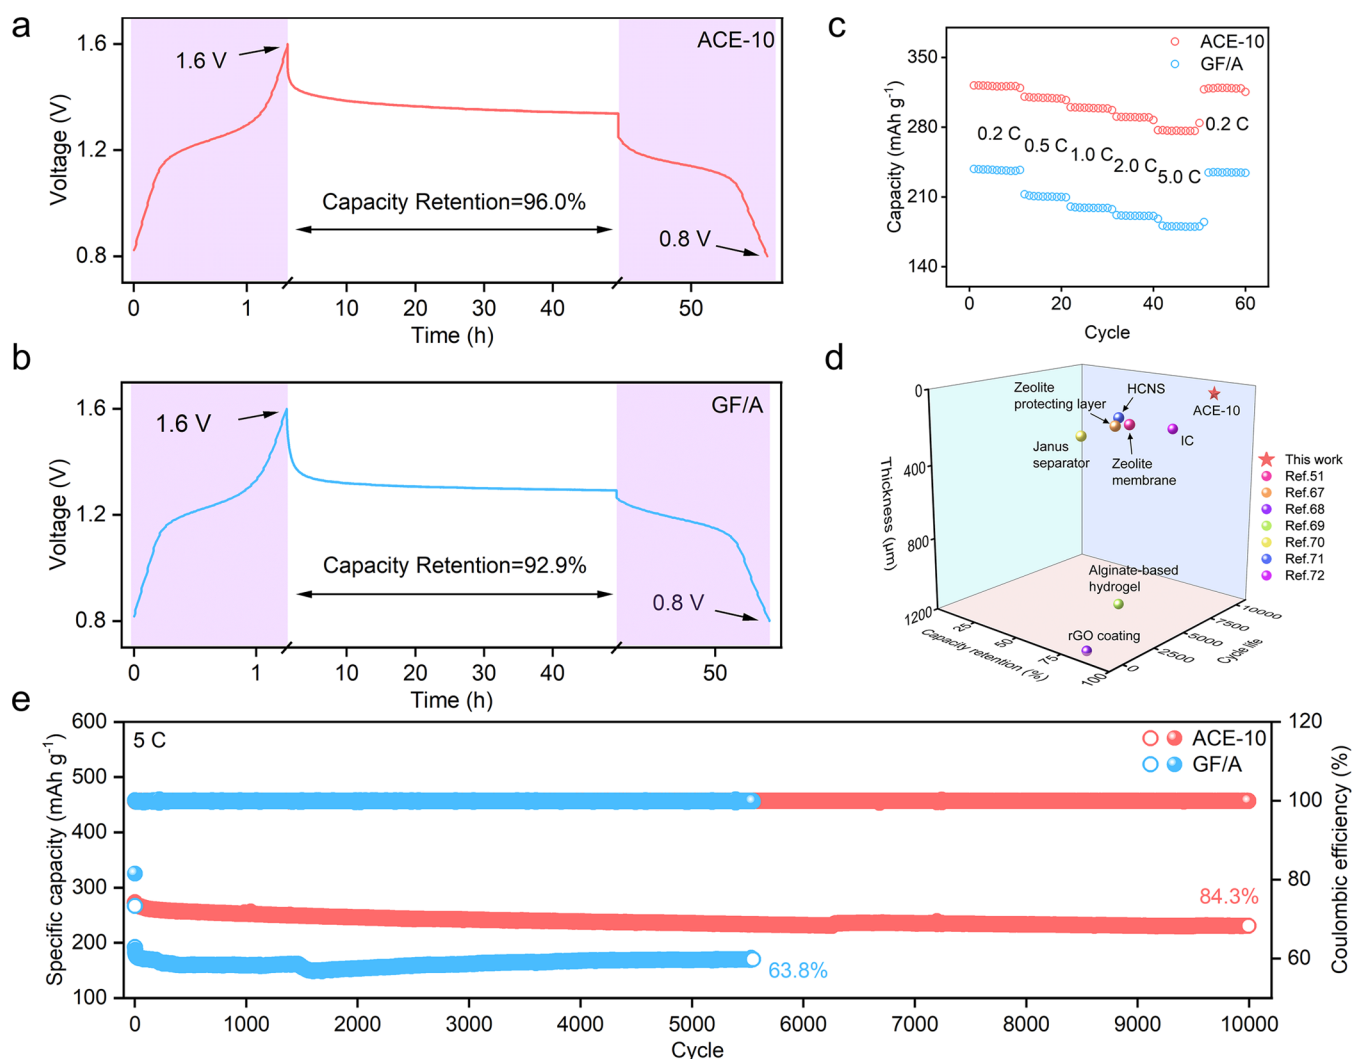 a
ACE-10
1.6 V
0.8 V
Capacity Retention=96.0%
1.6
1.2
0.8
Voltage (V)
0
1
10
20
30
40
50
Time (h)
b
GF/A
1.6 V
0.8 V
Capacity Retention=92.9%
1.6
1.2
0.8
Voltage (V)
0
1
10
20
30
40
50
Time (h)
c
ACE-10
GF/A
350
280
210
140
Capacity (mAh g-1)
0.2 C
0.5 C
1.0 C
2.0 C
5.0 C
0.2 C
0
20
40
60
Cycle
d
0
400
800
1200
Thickness (μm)
25
50
75
100
Capacity retention (%)
0
2500
5000
7500
10000
Cycle life
Zeolite
protecting layer
HCNS
ACE-10
Janus
separator
Zeolite
membrane
IC
Alginate-based
hydrogel
rGO coating
This work
Ref.51
Ref.67
Ref.68
Ref.69
Ref.70
Ref.71
Ref.72
e
5 C
ACE-10
GF/A
600
500
400
300
200
100
Specific capacity (mAh g-1)
120
100
80
60
Coulombic efficiency (%)
84.3%
63.8%
0
1000
2000
3000
4000
5000
6000
7000
8000
9000
10000
Cycle